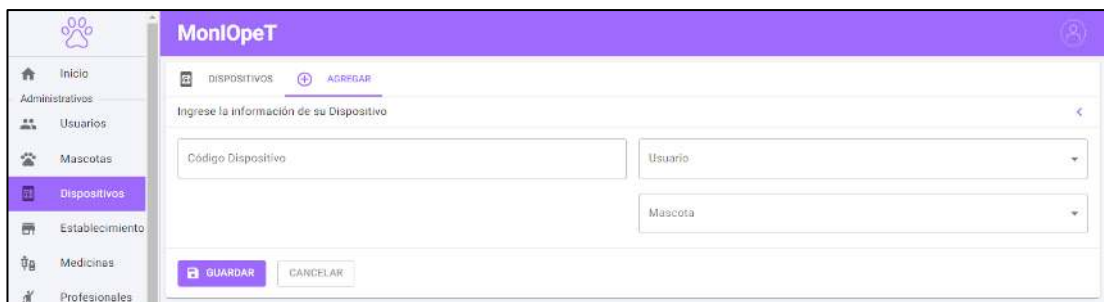 MonIOpeT
Inicio
Administrativos
Usuarios
Mascotas
Dispositivos
Establecimiento
Medicinas
Profesionales
DISPOSITIVOS AGREGAR
Ingrese la información de su Dispositivo
Código Dispositivo Usuario
Mascota
GUARDAR CANCELAR